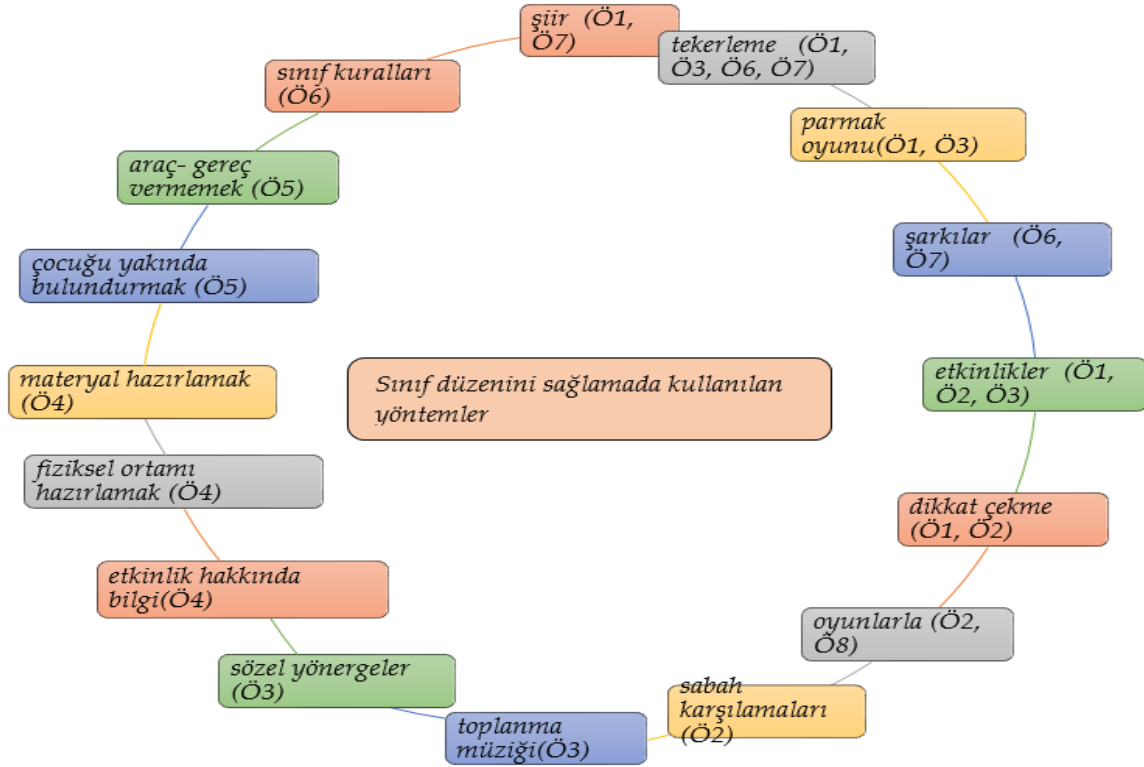 şiir (Ö1,
Ö7)
tekerleme (Ö1,
Ö3, Ö6, Ö7)
parmak
oyunu(Ö1, Ö3)
şarkılar (Ö6,
Ö7)
etkinlikler (Ö1,
Ö2, Ö3)
dikkat çekme
(Ö1, Ö2)
oyunlarla (Ö2,
Ö8)
sabah
karşılamaları
(Ö2)
toplanma
müziği(Ö3)
sözel yönergeler
(Ö3)
etkinlik hakkında
bilgi(Ö4)
fiziksel ortamı
hazırlamak (Ö4)
materyal hazırlamak
(Ö4)
çocuğu yakında
bulundurmak (Ö5)
araç- gereç
vermemek (Ö5)
sınıf kuralları
(Ö6)
Sınıf düzenini sağlamada kullanılan
yöntemler